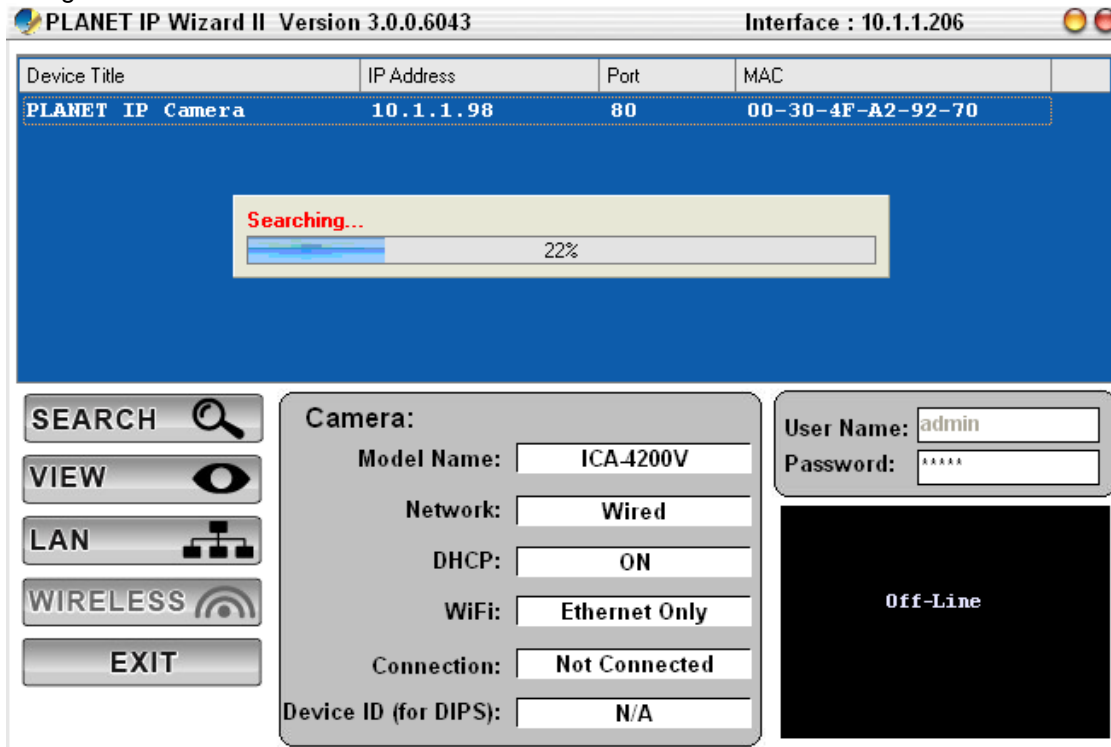 PLANET IP Wizard II Version 3.0.0.6043 Interface : 10.1.1.206
Device Title IP Address Port MAC
PLANET IP Camera 10.1.1.98 80 00-30-4F-A2-92-70
Searching...
22%
SEARCH
VIEW
LAN
WIRELESS
EXIT
Camera:
Model Name: ICA-4200V
Network: Wired
DHCP: ON
WiFi: Ethernet Only
Connection: Not Connected
Device ID (for DIPS): N/A
User Name: admin
Password: *****
Off-Line